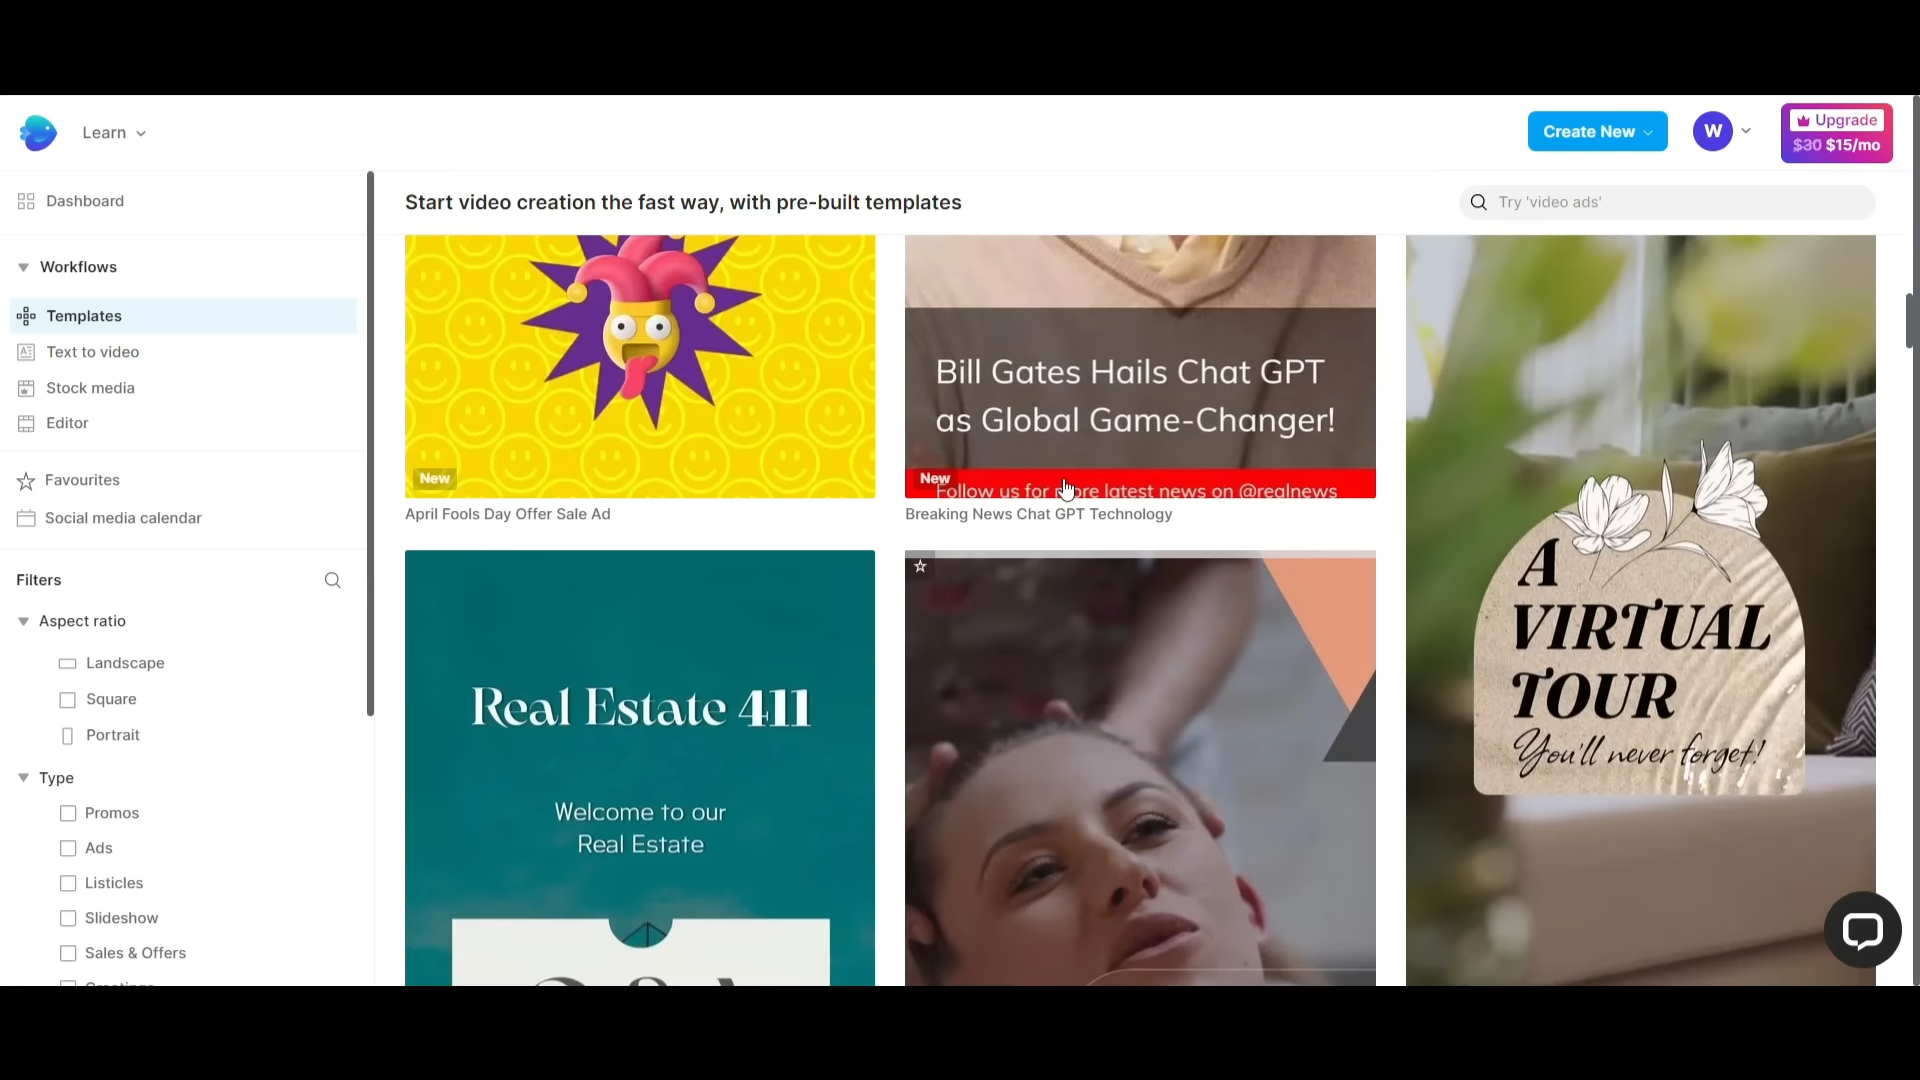 Learn
Create New
W
Upgrade
$30 $15/mo
Dashboard
Start video creation the fast way, with pre-built templates
Try 'video ads'
Workflows
Templates
Text to video
Stock media
Editor
Favourites
Social media calendar
Filters
Aspect ratio
Landscape
Square
Portrait
Type
Promos
Ads
Listicles
Slideshow
Sales & Offers
New
April Fools Day Offer Sale Ad
Bill Gates Hails Chat GPT
as Global Game-Changer!
New
Follow us for more latest news on @realnews
Breaking News Chat GPT Technology
Real Estate 411
Welcome to our
Real Estate
A
VIRTUAL
TOUR
You'll never forget!